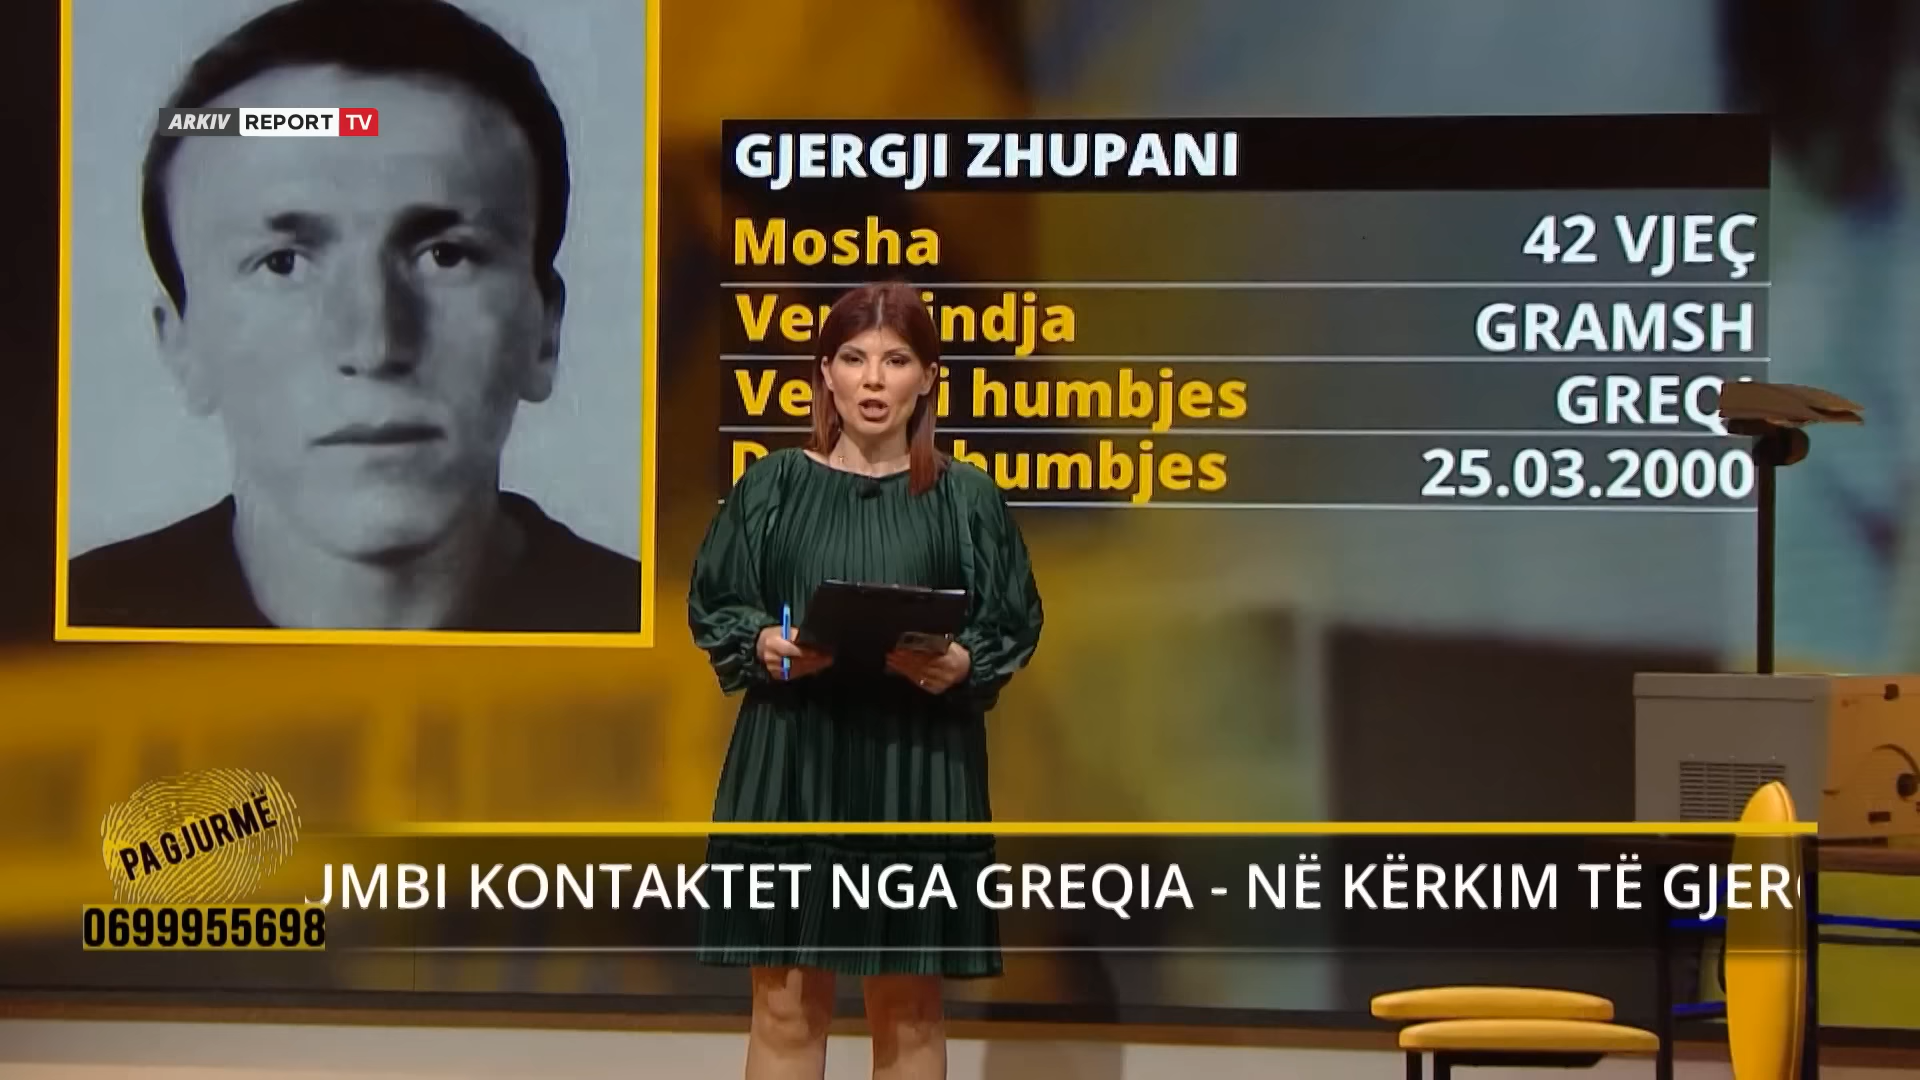 ARKIV REPORT TV
GJERGJI ZHUPANI
Mosha 42 VJEÇ
GRAMSH
i humbjes
humbjes 25.03.2000
PA GJURMË
KONTAKTET NGA GREQIA - NË KËRKIM TË
0699955698